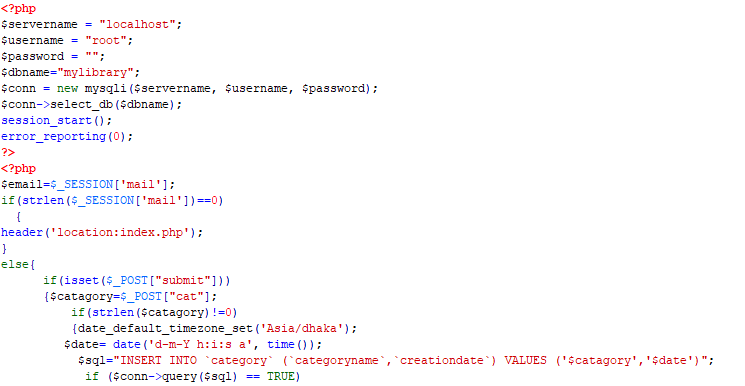 <?php
$servername = "localhost";
$username = "root";
$password = "";
$dbname="mylibrary";
$conn = new mysqli($servername, $username, $password);
$conn->select_db($dbname);
session_start();
error_reporting(0);
?>
<?php
$email=$_SESSION['mail'];
if(strlen($_SESSION['mail'])==0)
{
header('location:index.php');
}
else{
if(isset($_POST["submit"]))
{$catagory=$_POST["cat"];
if(strlen($catagory)!=0)
{date_default_timezone_set('Asia/dhaka');
$date= date('d-m-Y h:i:s a', time());
$sql="INSERT INTO `category` (`categoryname`,`creationdate`) VALUES ('$catagory','$date')";
if ($conn->query($sql) == TRUE)